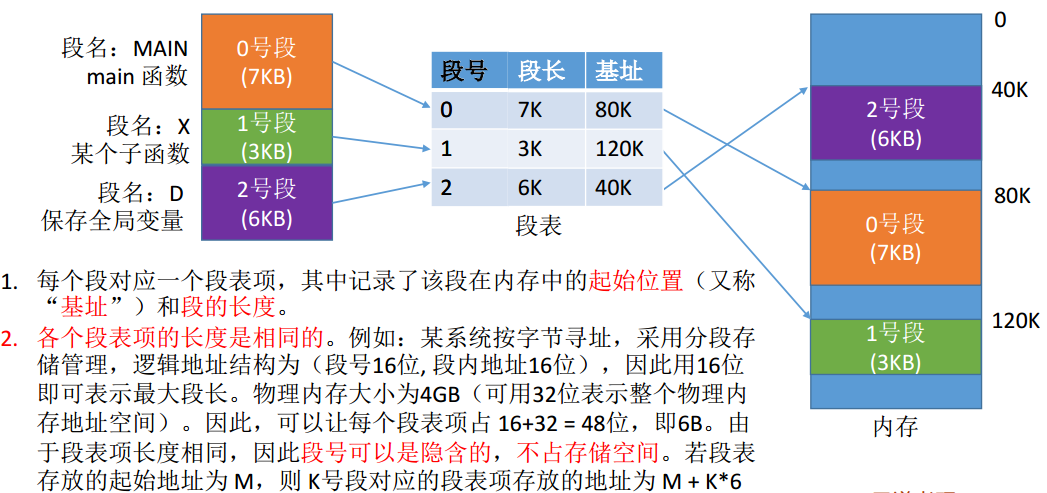 段名：MAIN
main 函数
0号段
(7KB)
段名：X
某个子函数
1号段
(3KB)
段名：D
保存全局变量
2号段
(6KB)
段号 段长 基址
0 7K 80K
1 3K 120K
2 6K 40K
段表
0
40K
2号段
(6KB)
80K
0号段
(7KB)
120K
1号段
(3KB)
内存
1. 每个段对应一个段表项，其中记录了该段在内存中的起始位置（又称
“基址”）和段的长度。
2. 各个段表项的长度是相同的。例如：某系统按字节寻址，采用分段存
储管理，逻辑地址结构为（段号16位, 段内地址16位），因此用16位
即可表示最大段长。物理内存大小为4GB（可用32位表示整个物理内
存地址空间）。因此，可以让每个段表项占 16+32 = 48位，即6B。由
于段表项长度相同，因此段号可以是隐含的，不占存储空间。若段表
存放的起始地址为 M，则 K号段对应的段表项存放的地址为 M + K*6